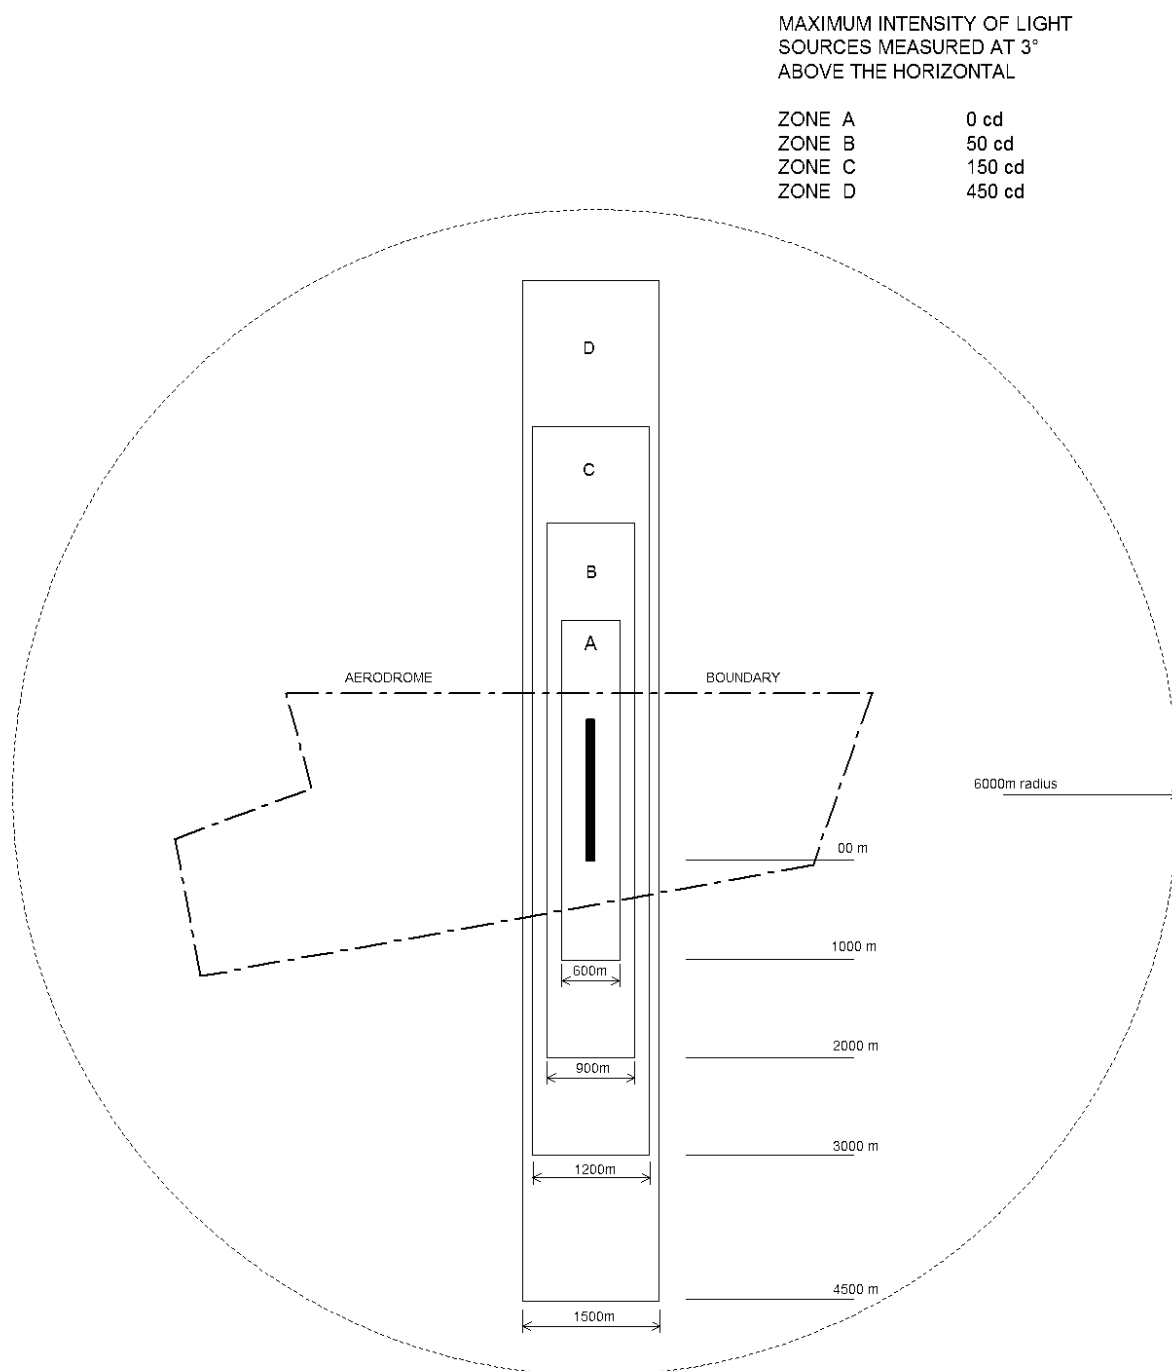 MAXIMUM INTENSITY OF LIGHT
SOURCES MEASURED AT 3°
ABOVE THE HORIZONTAL
ZONE A 0 cd
ZONE B 50 cd
ZONE C 150 cd
ZONE D 450 cd
D
C
B
A
AERODROME BOUNDARY
6000m radius
00 m
1000 m
600m
2000 m
900m
3000 m
1200m
4500 m
1500m